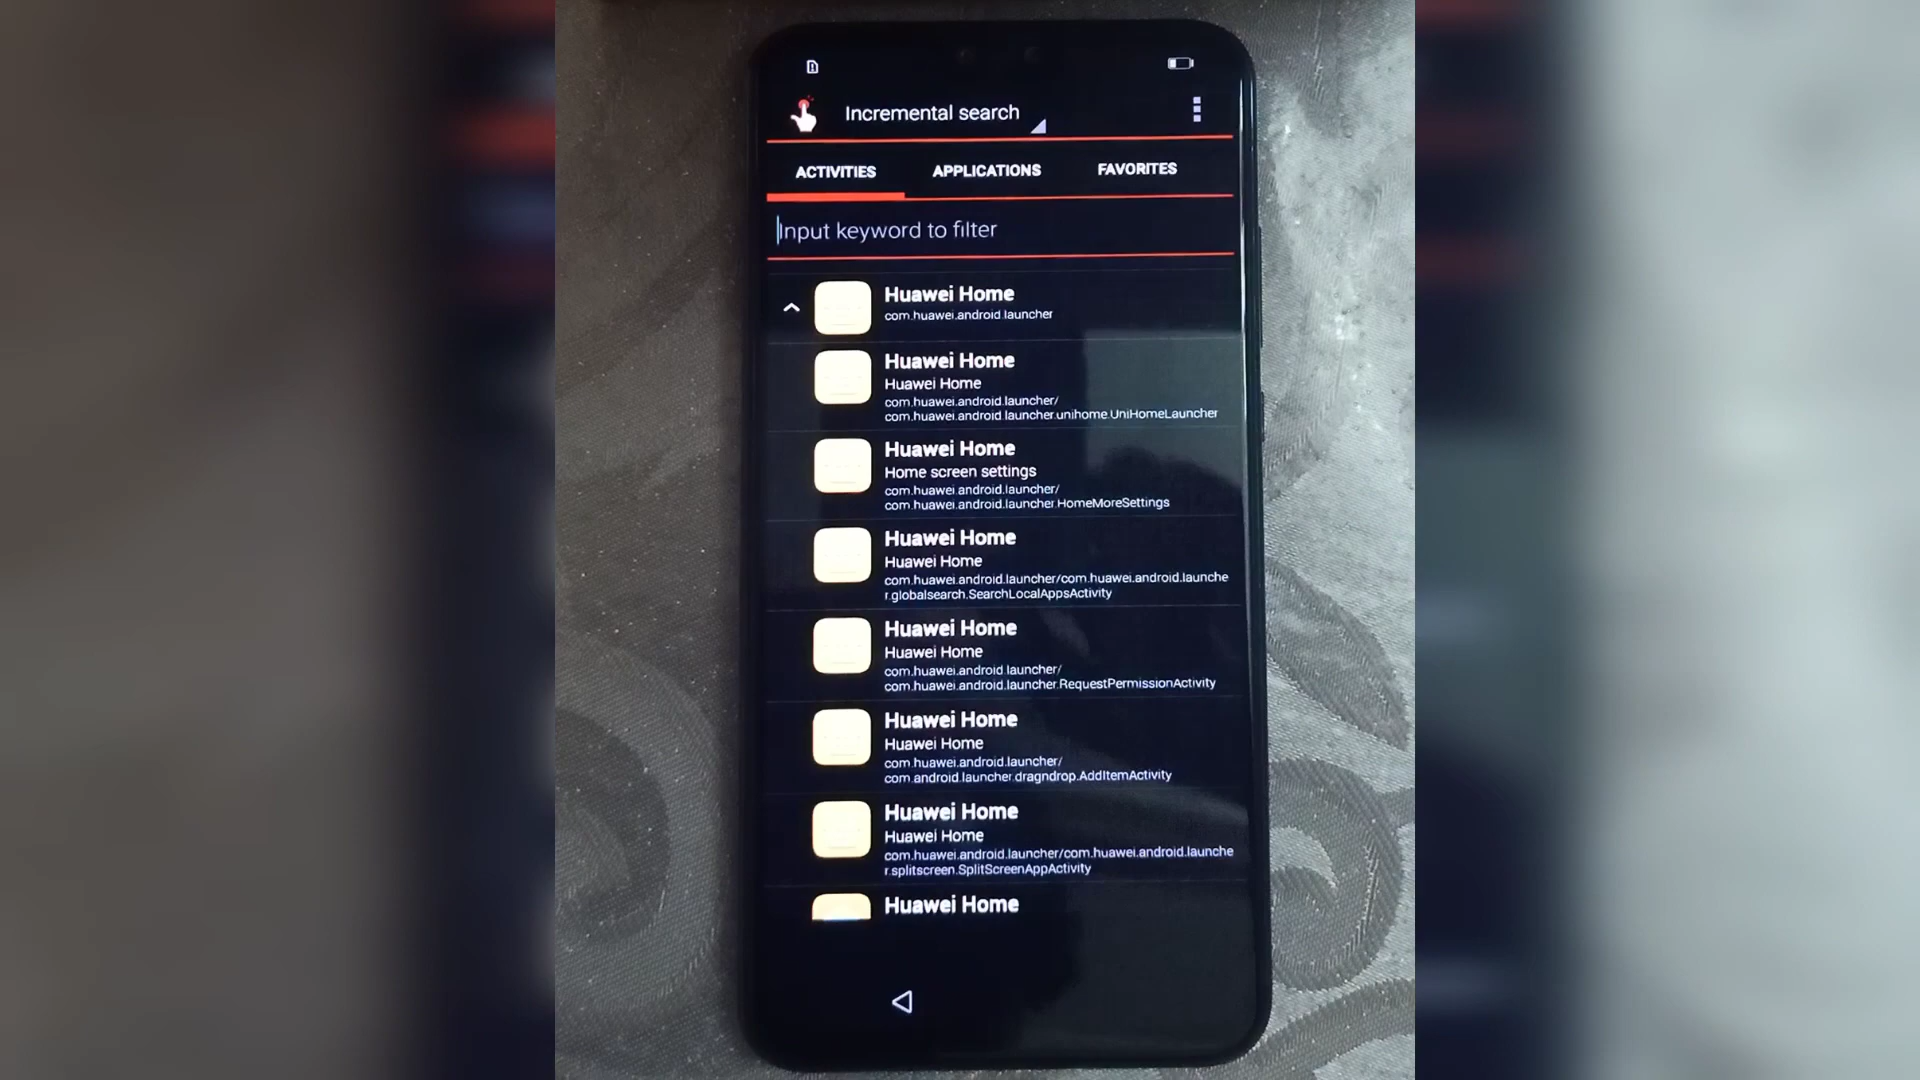 Incremental search
ACTIVITIES APPLICATIONS FAVORITES
Input keyword to filter
Huawei Home
com.huawei.android.launcher
Huawei Home
Huawei Home
com.huawei.android.launcher/
com.huawei.android.launcher.unihome.UniHomeLauncher
Huawei Home
Home screen settings
com.huawei.android.launcher/
com.huawei.android.launcher.HomeMoreSettings
Huawei Home
Huawei Home
com.huawei.android.launcher/com.huawei.android.launche
r.globalsearch.SearchLocalAppsActivity
Huawei Home
Huawei Home
com.huawei.android.launcher/
com.huawei.android.launcher.RequestPermissionActivity
Huawei Home
Huawei Home
com.huawei.android.launcher/
com.android.launcher.dragndrop.AddItemActivity
Huawei Home
Huawei Home
com.huawei.android.launcher/com.huawei.android.launche
r.splitscreen.SplitScreenAppActivity
Huawei Home